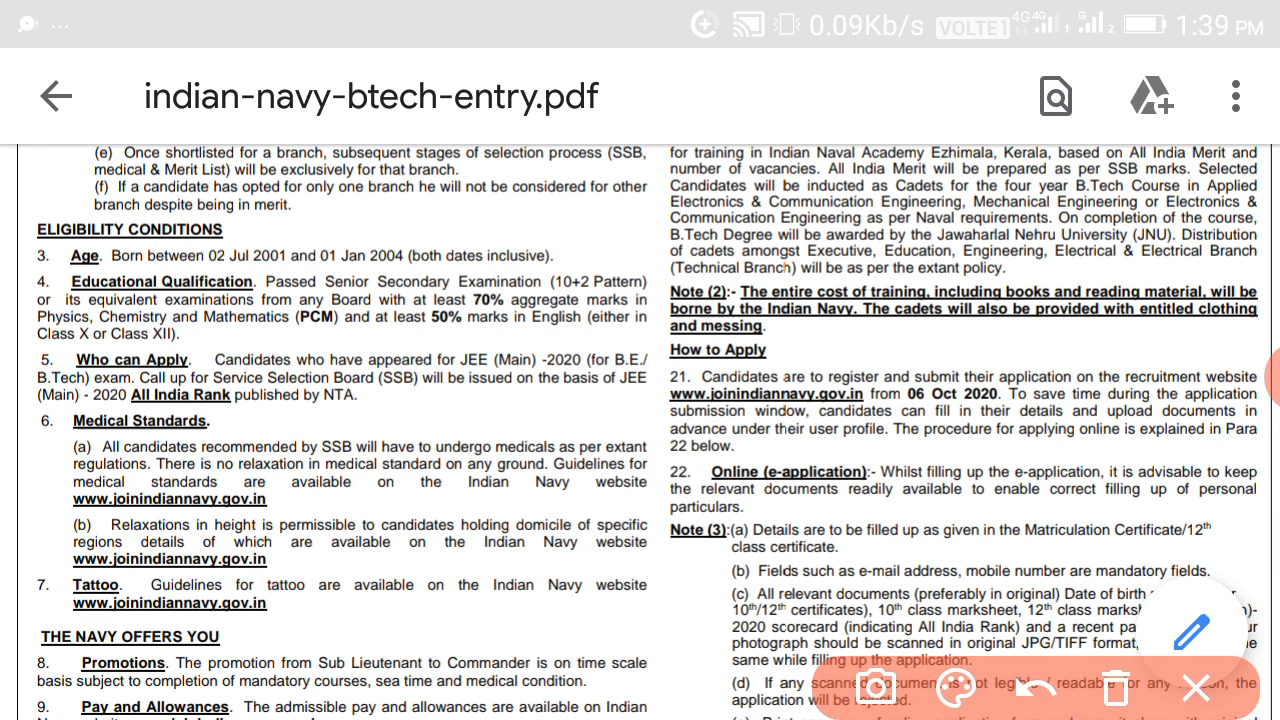 ... 0.09Kb/s VOLTE1 4G 4G 1 G 2 1:39 PM
indian-navy-btech-entry.pdf
(e) Once shortlisted for a branch, subsequent stages of selection process (SSB,
medical & Merit List) will be exclusively for that branch.
(f) If a candidate has opted for only one branch he will not be considered for other
branch despite being in merit.
ELIGIBILITY CONDITIONS
3. Age. Born between 02 Jul 2001 and 01 Jan 2004 (both dates inclusive).
4. Educational Qualification. Passed Senior Secondary Examination (10+2 Pattern)
or its equivalent examinations from any Board with at least 70% aggregate marks in
Physics, Chemistry and Mathematics (PCM) and at least 50% marks in English (either in
Class X or Class XII).
5. Who can Apply. Candidates who have appeared for JEE (Main) -2020 (for B.E./
B.Tech) exam. Call up for Service Selection Board (SSB) will be issued on the basis of JEE
(Main) - 2020 All India Rank published by NTA.
6. Medical Standards.
(a) All candidates recommended by SSB will have to undergo medicals as per extant
regulations. There is no relaxation in medical standard on any ground. Guidelines for
medical standards are available on the Indian Navy website
www.joinindiannavy.gov.in
(b) Relaxations in height is permissible to candidates holding domicile of specific
regions details of which are available on the Indian Navy website
www.joinindiannavy.gov.in
7. Tattoo. Guidelines for tattoo are available on the Indian Navy website
www.joinindiannavy.gov.in
THE NAVY OFFERS YOU
8. Promotions. The promotion from Sub Lieutenant to Commander is on time scale
basis subject to completion of mandatory courses, sea time and medical condition.
9. Pay and Allowances. The admissible pay and allowances are available on Indian
for training in Indian Naval Academy Ezhimala, Kerala, based on All India Merit and
number of vacancies. All India Merit will be prepared as per SSB marks. Selected
Candidates will be inducted as Cadets for the four year B.Tech Course in Applied
Electronics & Communication Engineering, Mechanical Engineering or Electronics &
Communication Engineering as per Naval requirements. On completion of the course,
B.Tech Degree will be awarded by the Jawaharlal Nehru University (JNU). Distribution
of cadets amongst Executive, Education, Engineering, Electrical & Electrical Branch
(Technical Branch) will be as per the extant policy.
Note (2):- The entire cost of training, including books and reading material, will be
borne by the Indian Navy. The cadets will also be provided with entitled clothing
and messing.
How to Apply
21. Candidates are to register and submit their application on the recruitment website
www.joinindiannavy.gov.in from 06 Oct 2020. To save time during the application
submission window, candidates can fill in their details and upload documents in
advance under their user profile. The procedure for applying online is explained in Para
22 below.
22. Online (e-application):- Whilst filling up the e-application, it is advisable to keep
the relevant documents readily available to enable correct filling up of personal
particulars.
Note (3):(a) Details are to be filled up as given in the Matriculation Certificate/12th
class certificate.
(b) Fields such as e-mail address, mobile number are mandatory fields.
(c) All relevant documents (preferably in original) Date of birth
10th/12th certificates), 10th class marksheet, 12th class
2020 scorecard (indicating All India Rank) and a recent
photograph should be scanned in original JPG/TIFF format,
same while filling up the application.
(d) If any scanned document is not legible / readable for any the
application will be rejected.